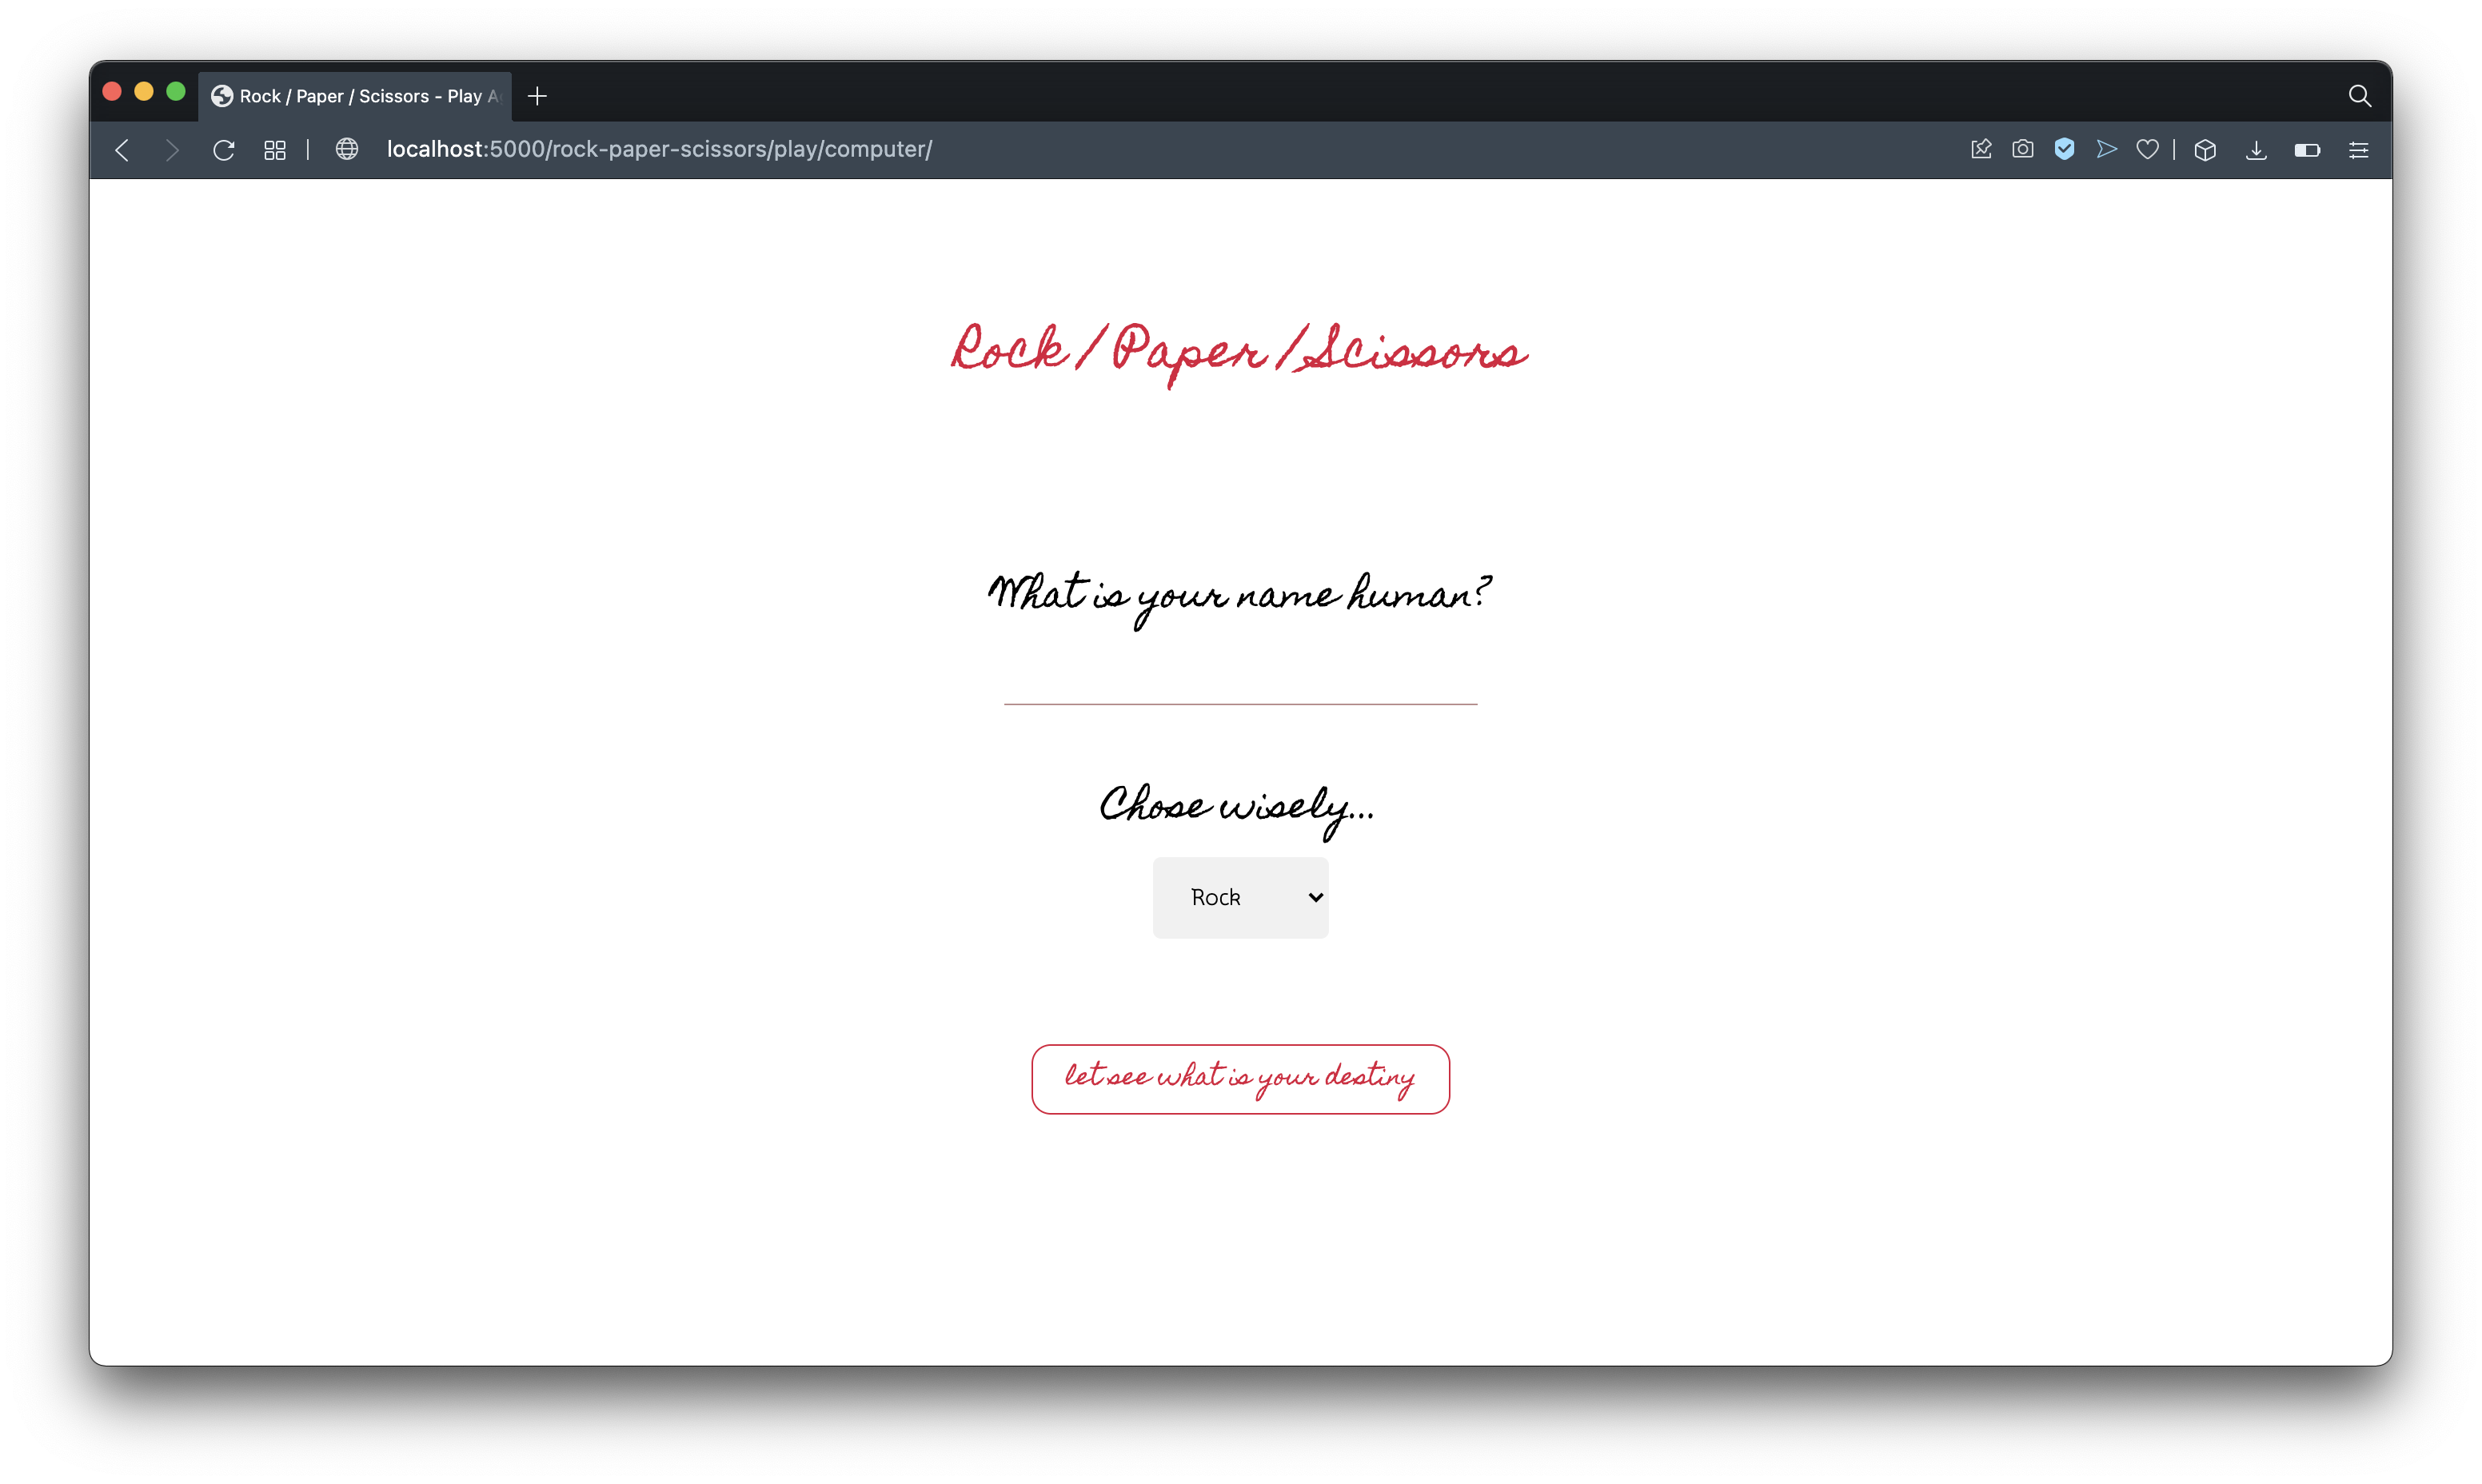 Rock / Paper / Scissors - Play
localhost:5000/rock-paper-scissors/play/computer/
Rock / Paper / Scissors
What is your name human?
Chose wisely...
Rock
let see what is your destiny